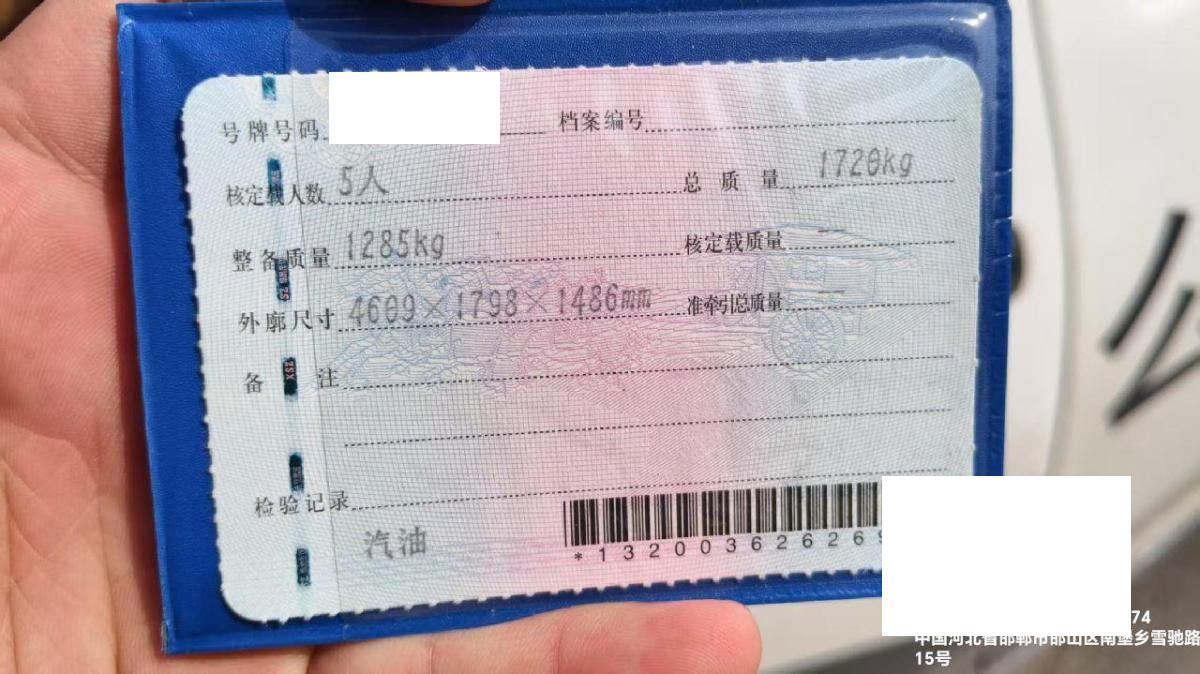 号牌号码
档案编号
核定载人数 5人
总质量 1720kg
整备质量 1285kg
核定载质量 --
外廓尺寸 4609×1798×1486mm
准牵引总质量 --
备注
检验记录
汽油
*132003626269
公
74
中国河北省邯郸市邯山区南堡乡雪驰路
15号